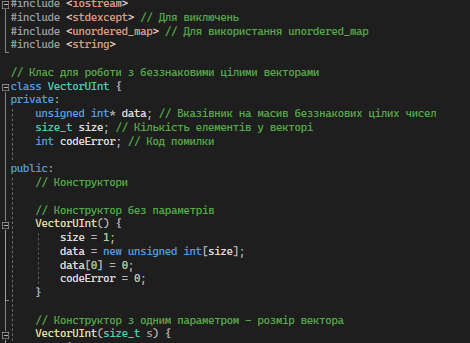 #include <iostream>
#include <stdexcept> // Для виключень
#include <unordered_map> // Для використання unordered_map
#include <string>
// Клас для роботи з беззнаковими цілими векторами
class VectorUInt {
private:
unsigned int* data; // Вказівник на масив беззнакових цілих чисел
size_t size; // Кількість елементів у векторі
int codeError; // Код помилки
public:
// Конструктори
// Конструктор без параметрів
VectorUInt() {
size = 1;
data = new unsigned int[size];
data[0] = 0;
codeError = 0;
}
// Конструктор з одним параметром – розмір вектора
VectorUInt(size_t s) {